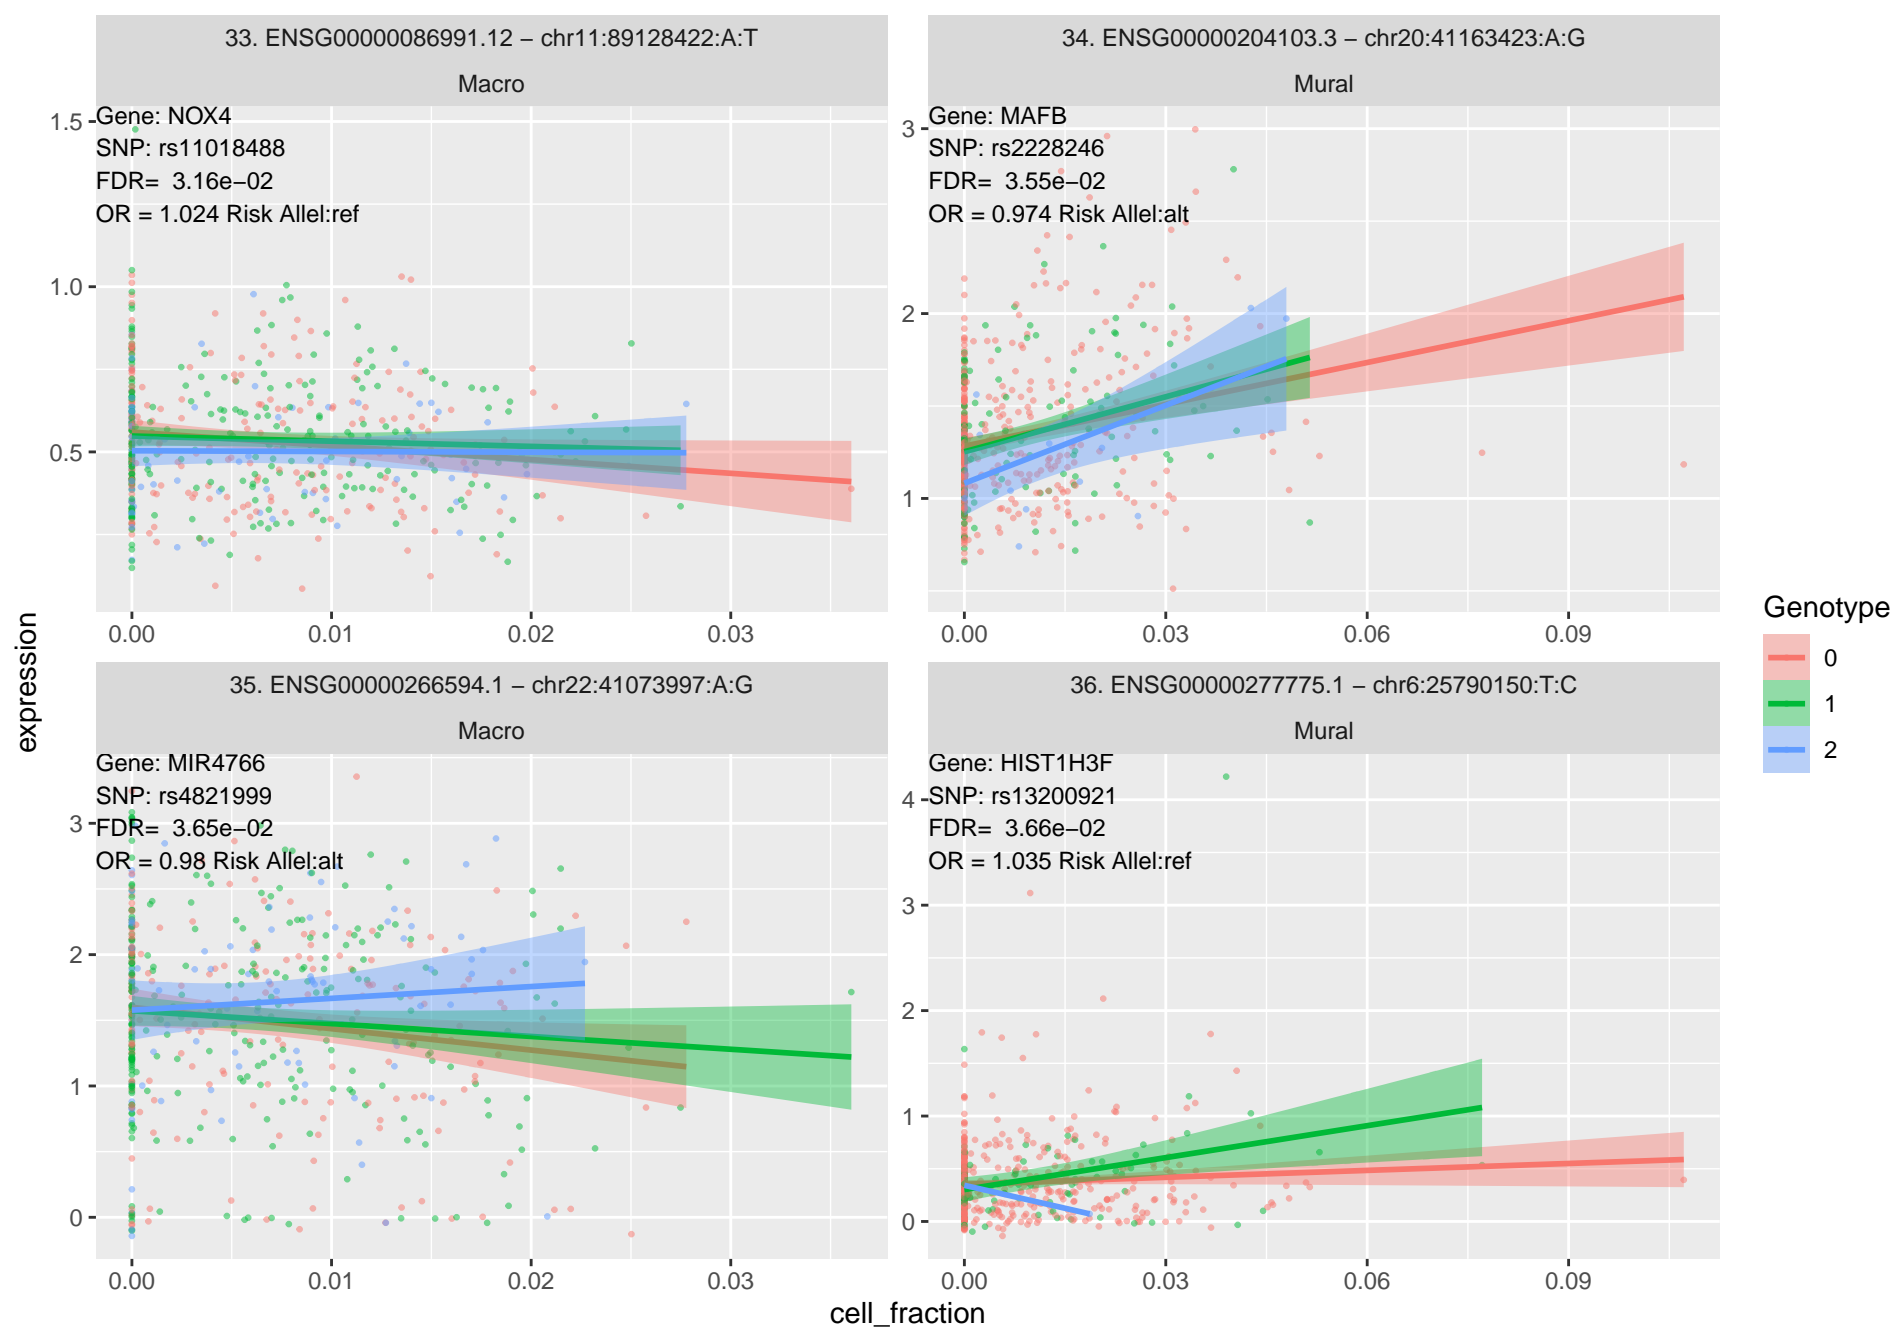 33. ENSG00000086991.12 − chr11:89128422:A:T
Macro
Gene: NOX4
SNP: rs11018488
FDR= 3.16e−02
OR = 1.024 Risk Allel:ref
1.5
1.0
0.5
0.00 0.01 0.02 0.03
34. ENSG00000204103.3 − chr20:41163423:A:G
Mural
Gene: MAFB
SNP: rs2228246
FDR= 3.55e−02
OR = 0.974 Risk Allel:alt
3
2
1
0.00 0.03 0.06 0.09
35. ENSG00000266594.1 − chr22:41073997:A:G
Macro
Gene: MIR4766
SNP: rs4821999
FDR= 3.65e−02
OR = 0.98 Risk Allel:alt
3
2
1
0
0.00 0.01 0.02 0.03
36. ENSG00000277775.1 − chr6:25790150:T:C
Mural
Gene: HIST1H3F
SNP: rs13200921
FDR= 3.66e−02
OR = 1.035 Risk Allel:ref
4
3
2
1
0
0.00 0.03 0.06 0.09
expression
cell_fraction
Genotype
0
1
2